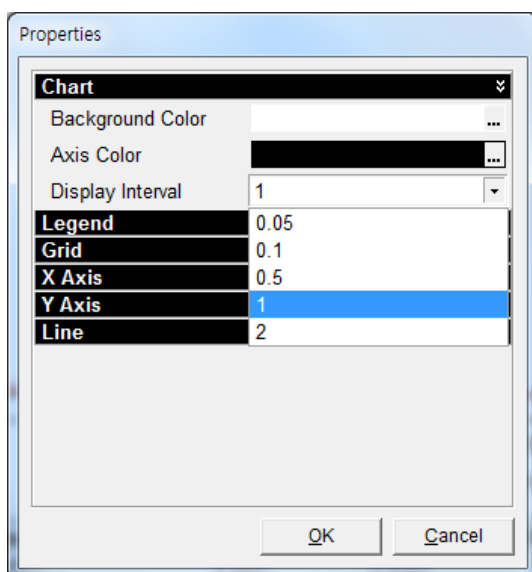 Properties
Chart
Background Color ...
Axis Color ...
Display Interval 1
Legend 0.05
Grid 0.1
X Axis 0.5
Y Axis 1
Line 2
OK Cancel